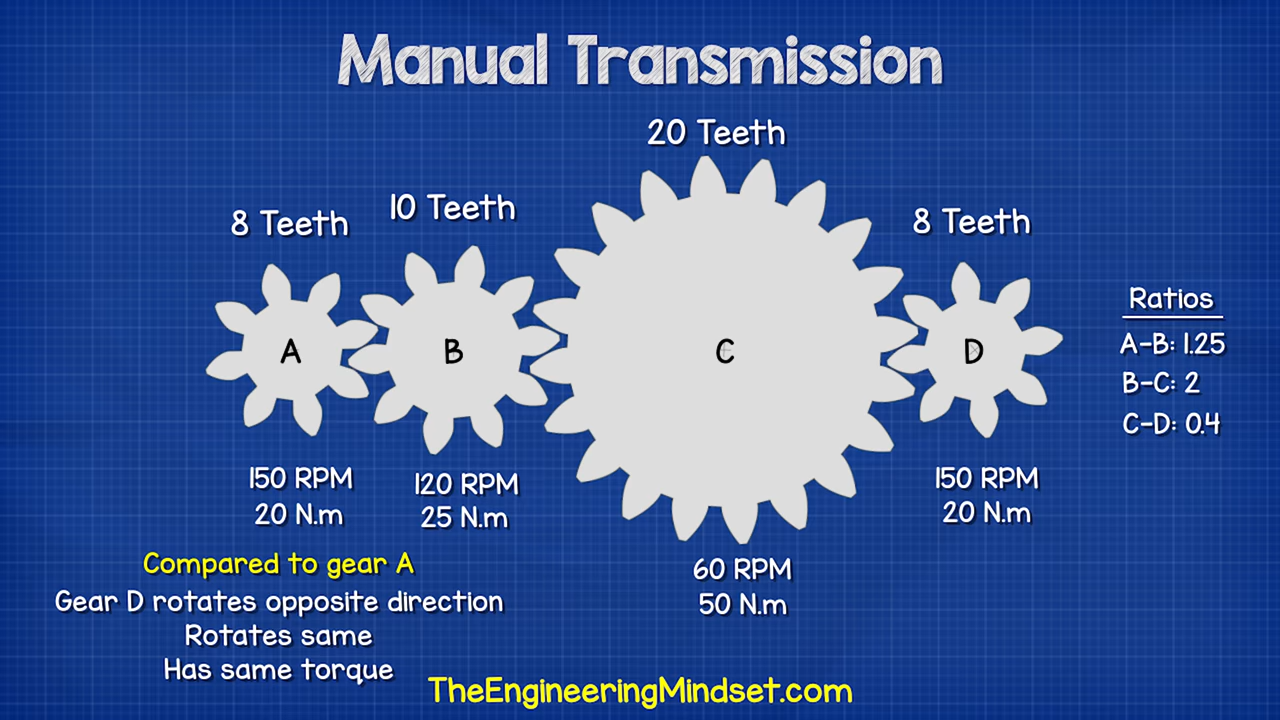 Manual Transmission
20 Teeth
8 Teeth
10 Teeth
8 Teeth
A
B
C
D
Ratios
A-B: 1.25
B-C: 2
C-D: 0.4
150 RPM
20 N.m
120 RPM
25 N.m
60 RPM
50 N.m
150 RPM
20 N.m
Compared to gear A
Gear D rotates opposite direction
Rotates same
Has same torque
TheEngineeringMindset.com